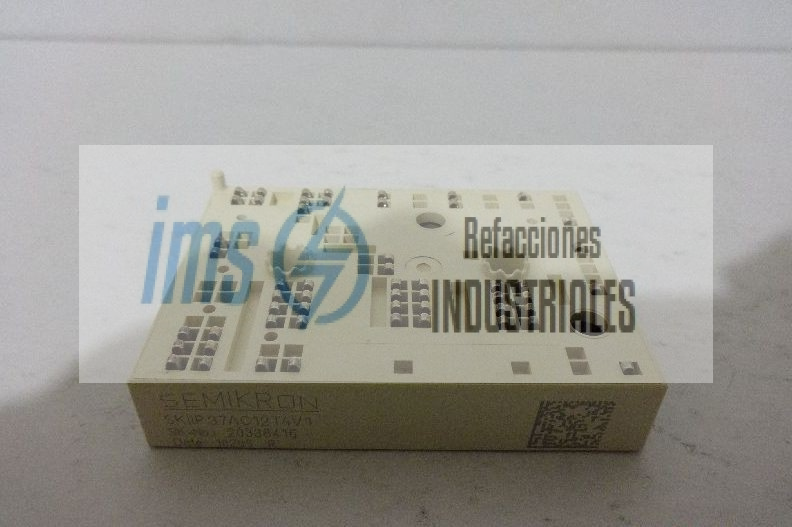 ims
Refacciones
INDUSTRIALES
SEMIKRON
SKIIP 37AC12T4V1